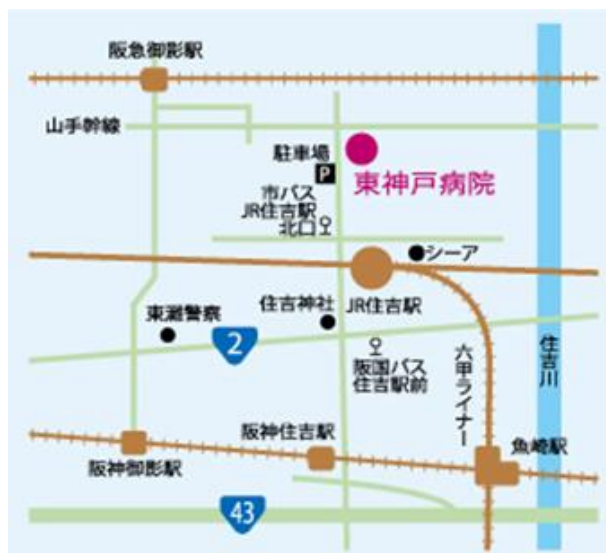 阪急御影駅
山手幹線
駐車場
P
東神戸病院
市バス
JR住吉駅
北口
シーア
東灘警察
住吉神社
JR住吉駅
2
阪国バス
住吉駅前
六甲ライナー
住吉川
阪神住吉駅
魚崎駅
阪神御影駅
43